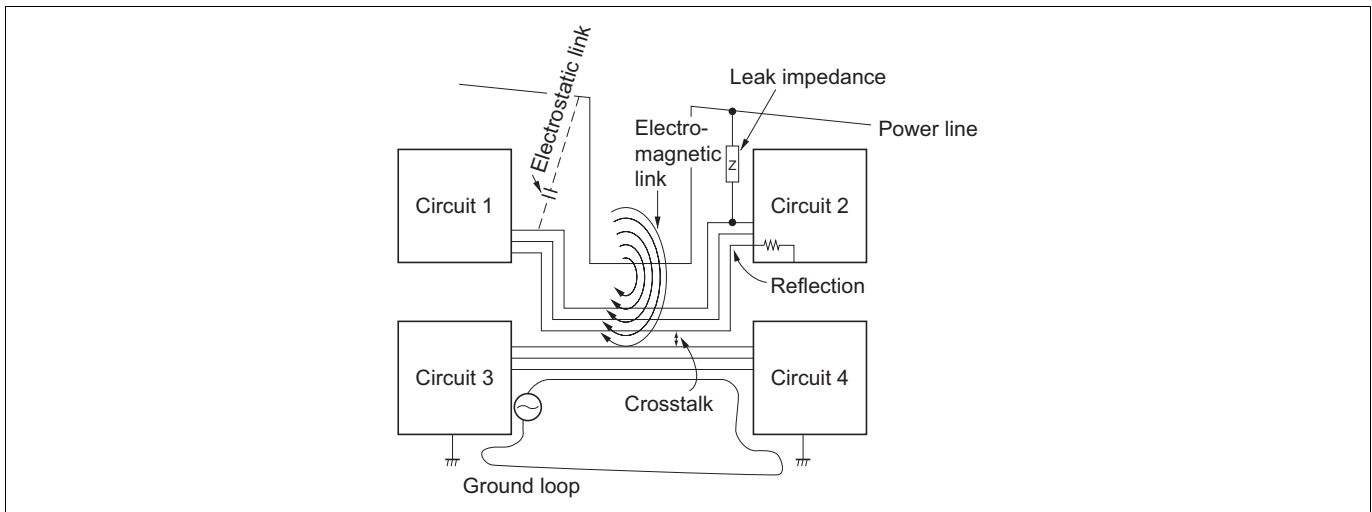 Electrostatic link
Leak impedance
Electro-
magnetic
link
Power line
Z
Circuit 1
Circuit 2
Reflection
Circuit 3
Circuit 4
Crosstalk
Ground loop